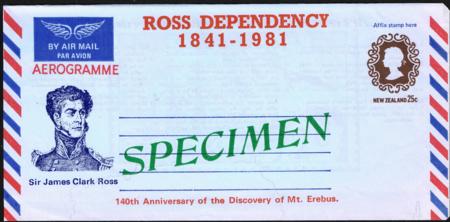 ROSS DEPENDENCY
1841-1981
Affix stamp here
BY AIR MAIL
PAR AVION
AEROGRAMME
NEW ZEALAND 25c
SPECIMEN
Sir James Clark Ross
140th Anniversary of the Discovery of Mt. Erebus.